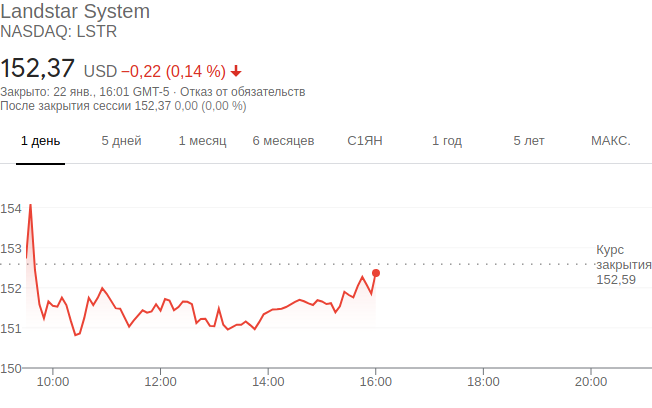 Landstar System
NASDAQ: LSTR
152,37 USD −0,22 (0,14 %)
Закрыто: 22 янв., 16:01 GMT-5 · Отказ от обязательств
После закрытия сессии 152,37 0,00 (0,00 %)
1 день 5 дней 1 месяц 6 месяцев С1ЯН 1 год 5 лет МАКС.
154
153
152
151
150
Курс
закрытия
152,59
10:00 12:00 14:00 16:00 18:00 20:00